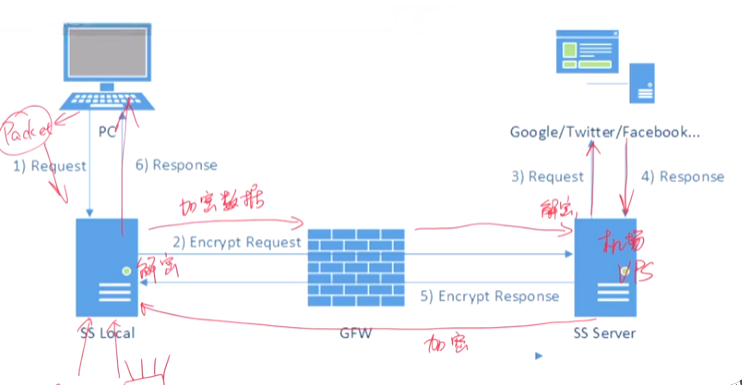 Packet
PC
Google/Twitter/Facebook...
1) Request
6) Response
3) Request
4) Response
加密数据
解密
2) Encrypt Request
机场
VPS
解密
5) Encrypt Response
SS Local
GFW
SS Server
加密